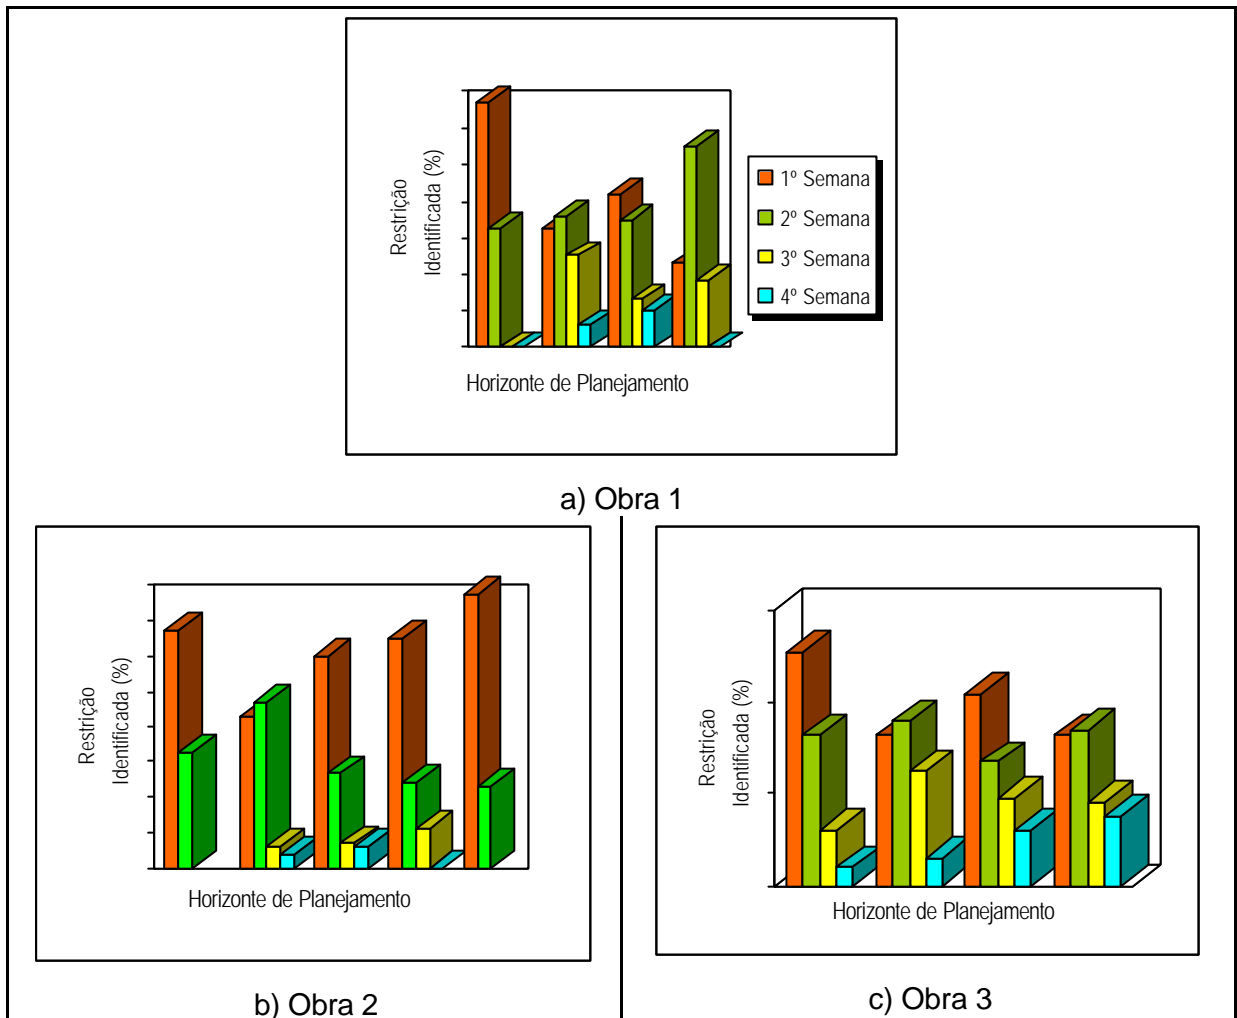 Restrição
Identificada (%)
1º Semana
2º Semana
3º Semana
4º Semana
Horizonte de Planejamento
a) Obra 1
Restrição
Identificada (%)
Horizonte de Planejamento
b) Obra 2
Restrição
Identificada (%)
Horizonte de Planejamento
c) Obra 3